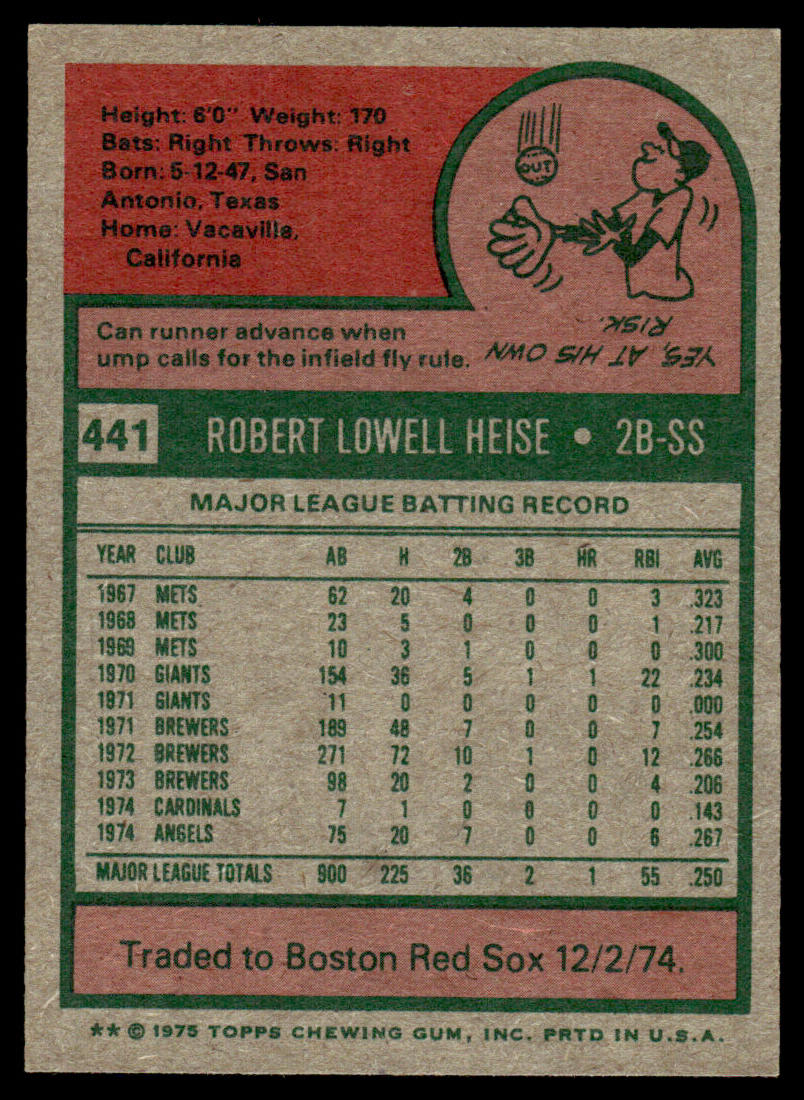 Height: 6'0" Weight: 170
Bats: Right Throws: Right
Born: 5-12-47, San
Antonio, Texas
Home: Vacaville,
California
OUT
Can runner advance when
ump calls for the infield fly rule.
YES, AT HIS OWN
RISK.
441 ROBERT LOWELL HEISE • 2B-SS
MAJOR LEAGUE BATTING RECORD
YEAR CLUB AB H 2B 3B HR RBI AVG
1967 METS 62 20 4 0 0 3 .323
1968 METS 23 5 0 0 0 1 .217
1969 METS 10 3 1 0 0 0 .300
1970 GIANTS 154 36 5 1 1 22 .234
1971 GIANTS 11 0 0 0 0 0 .000
1971 BREWERS 189 48 7 0 0 7 .254
1972 BREWERS 271 72 10 1 0 12 .266
1973 BREWERS 98 20 2 0 0 4 .206
1974 CARDINALS 7 1 0 0 0 0 .143
1974 ANGELS 75 20 7 0 0 6 .267
MAJOR LEAGUE TOTALS 900 225 36 2 1 55 .250
Traded to Boston Red Sox 12/2/74.
** © 1975 TOPPS CHEWING GUM, INC. PRTD IN U.S.A.